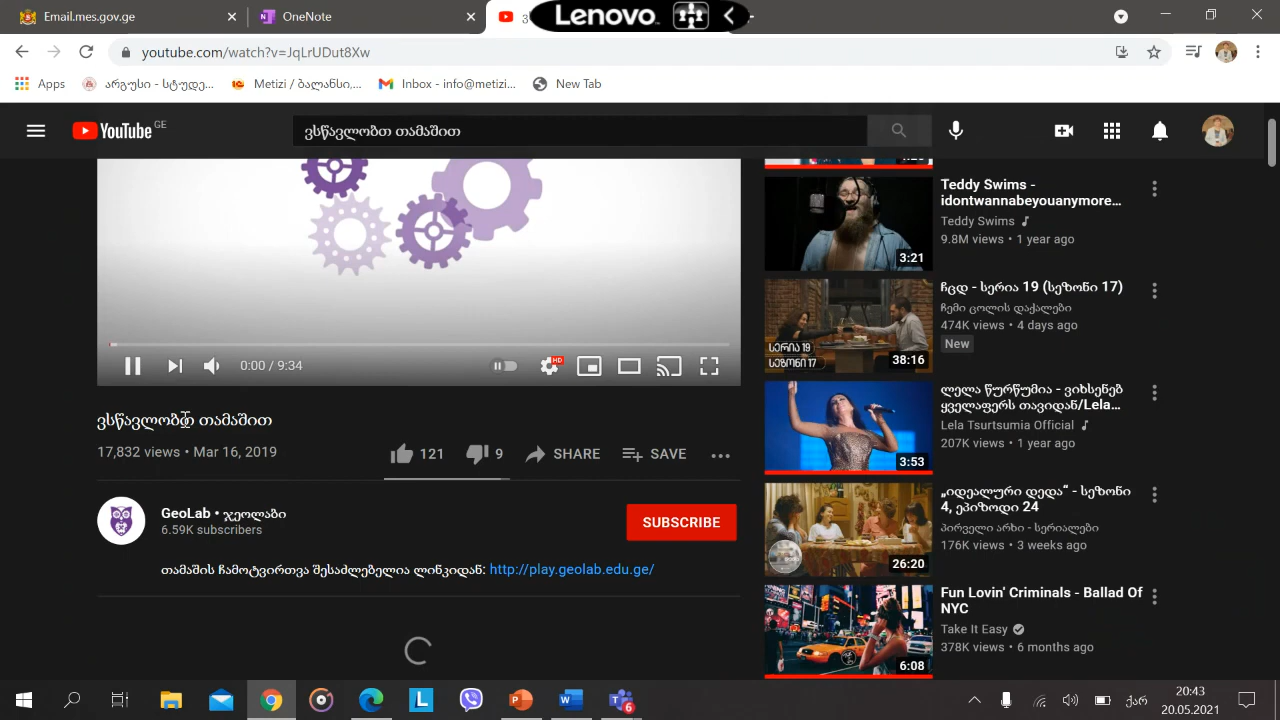 Email.mes.gov.ge
OneNote
Lenovo
youtube.com/watch?v=JqLrUDut8Xw
Apps
არგუსი - სტუდე...
Metizi / ბალანსი,...
Inbox - info@metizi...
New Tab
YouTube GE
ვსწავლობთ თამაშით
0:00 / 9:34
HD
ვსწავლობთ თამაშით
17,832 views • Mar 16, 2019
121
9
SHARE
SAVE
GeoLab • ჯეოლაბი
6.59K subscribers
SUBSCRIBE
თამაშის ჩამოტვირთვა შესაძლებელია ლინკიდან: http://play.geolab.edu.ge/
Teddy Swims -
idontwannabeyouanymore...
Teddy Swims
9.8M views • 1 year ago
3:21
ჩცდ - სერია 19 (სეზონი 17)
ჩემი ცოლის დაქალები
474K views • 4 days ago
New
სერია 19
სეზონი 17
38:16
ლელა წურწუმია - ვიხსენებ
ყველაფერს თავიდან/Lela...
Lela Tsurtsumia Official
207K views • 1 year ago
3:53
„იდეალური დედა“ - სეზონი
4, ეპიზოდი 24
პირველი არხი - სერიალები
176K views • 3 weeks ago
26:20
Fun Lovin' Criminals - Ballad Of
NYC
Take It Easy
378K views • 6 months ago
6:08
6
ქარ
20:43
20.05.2021